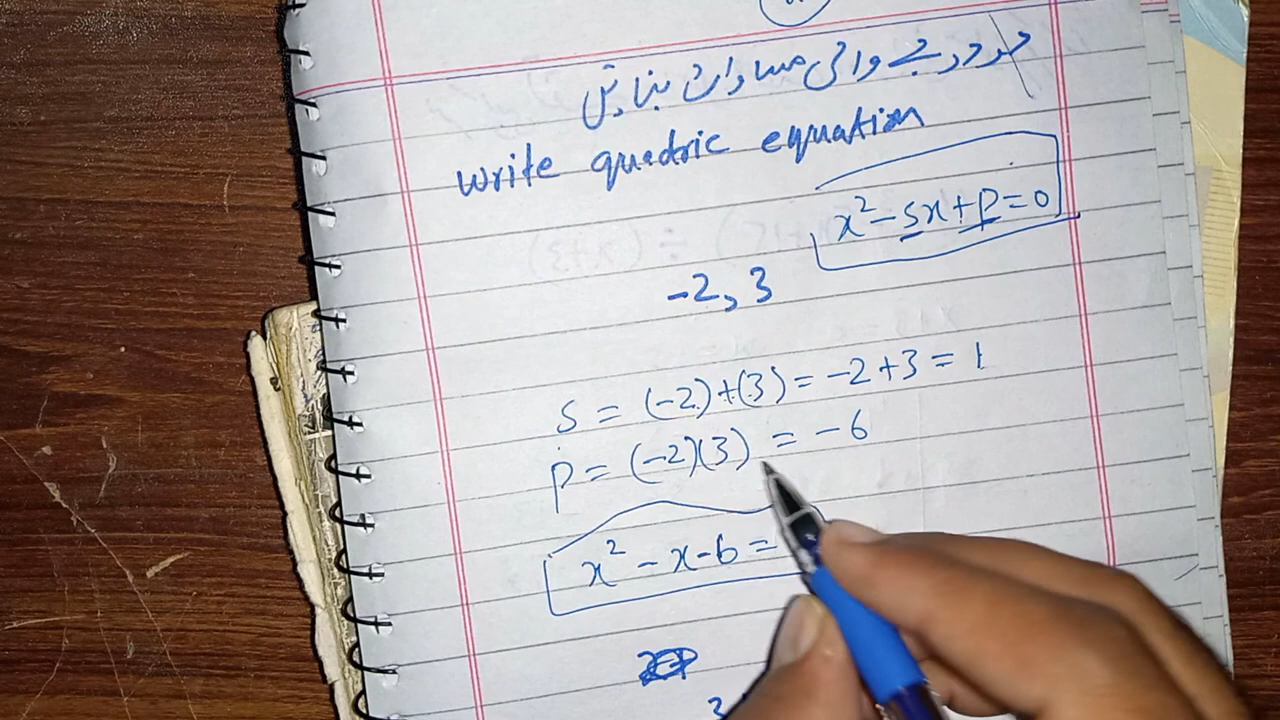 دو درجے والی مساوات بنائیں
write quedric equation
x² - sx + p = 0
-2, 3
S = (-2) + (3) = -2 + 3 = 1
P = (-2)(3) = -6
x² - x - 6 =